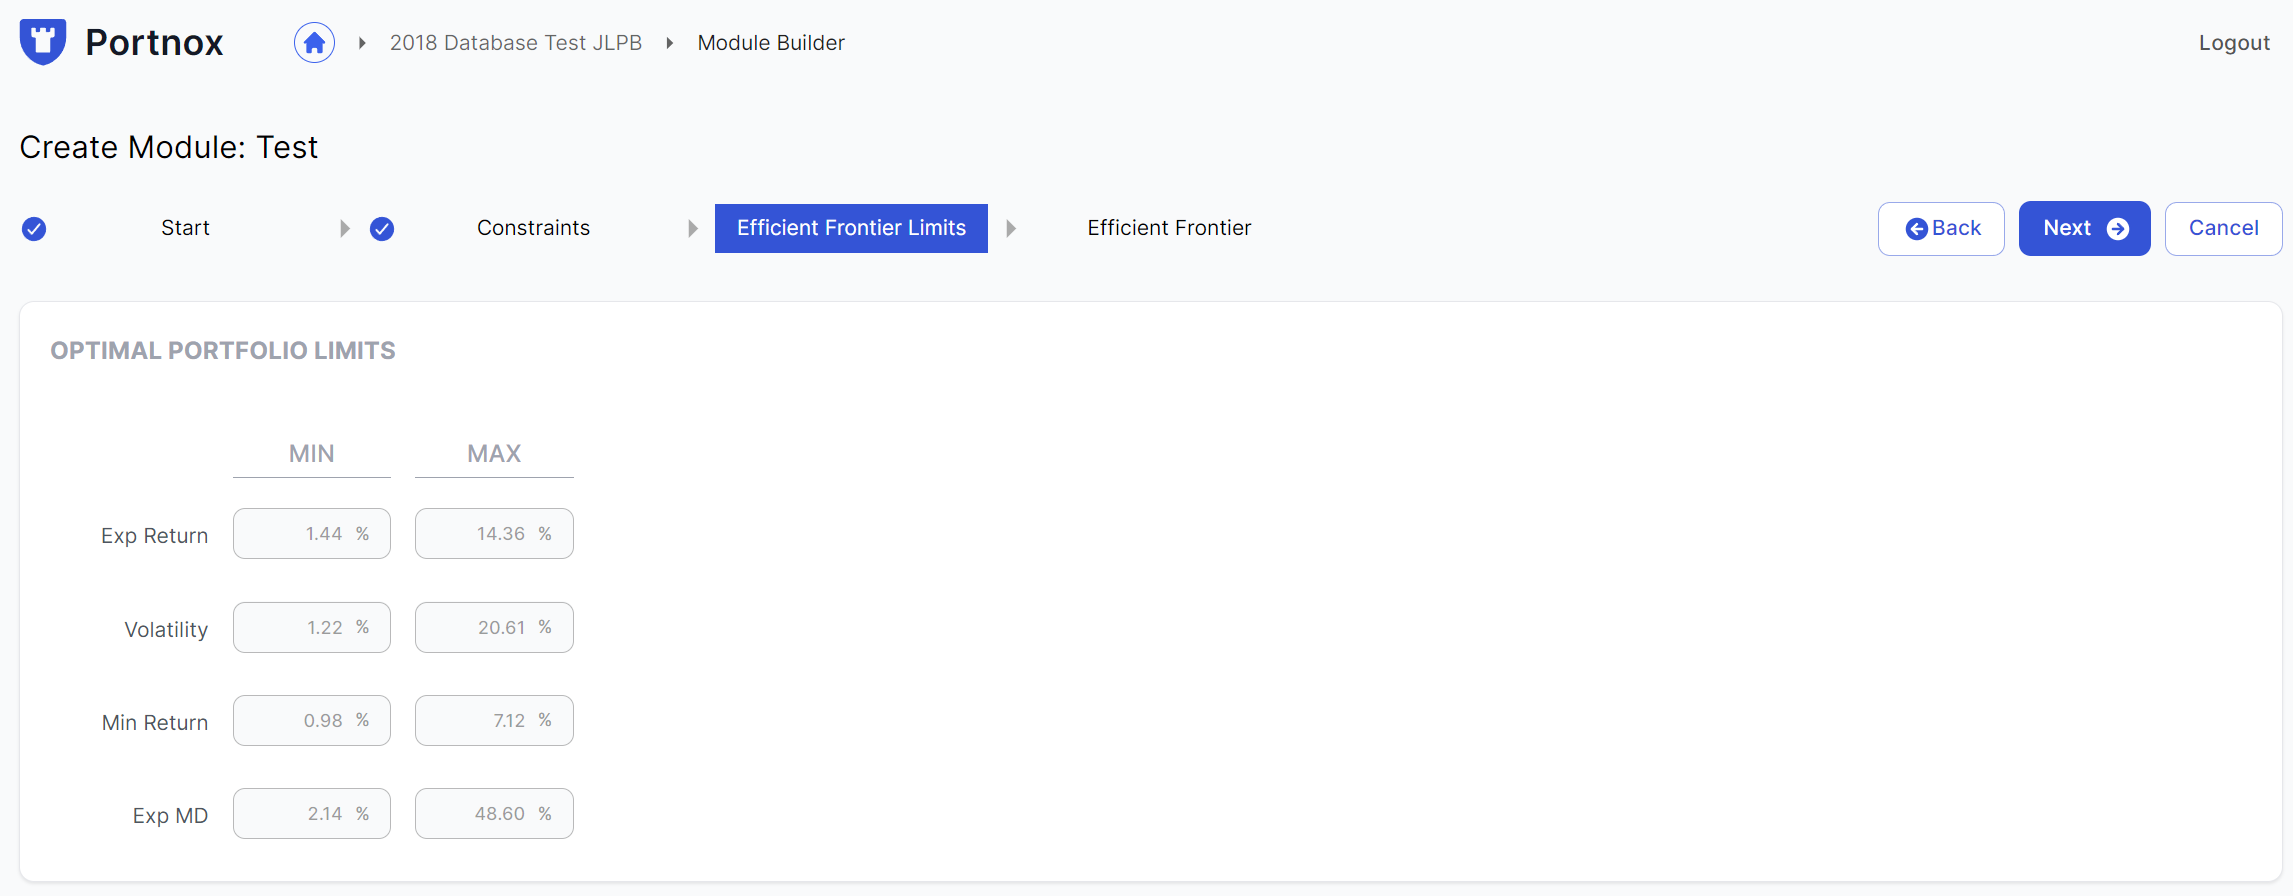 Portnox
2018 Database Test JLPB
Module Builder
Logout
Create Module: Test
Start
Constraints
Efficient Frontier Limits
Efficient Frontier
Back
Next
Cancel
OPTIMAL PORTFOLIO LIMITS
MIN MAX
Exp Return 1.44 % 14.36 %
Volatility 1.22 % 20.61 %
Min Return 0.98 % 7.12 %
Exp MD 2.14 % 48.60 %